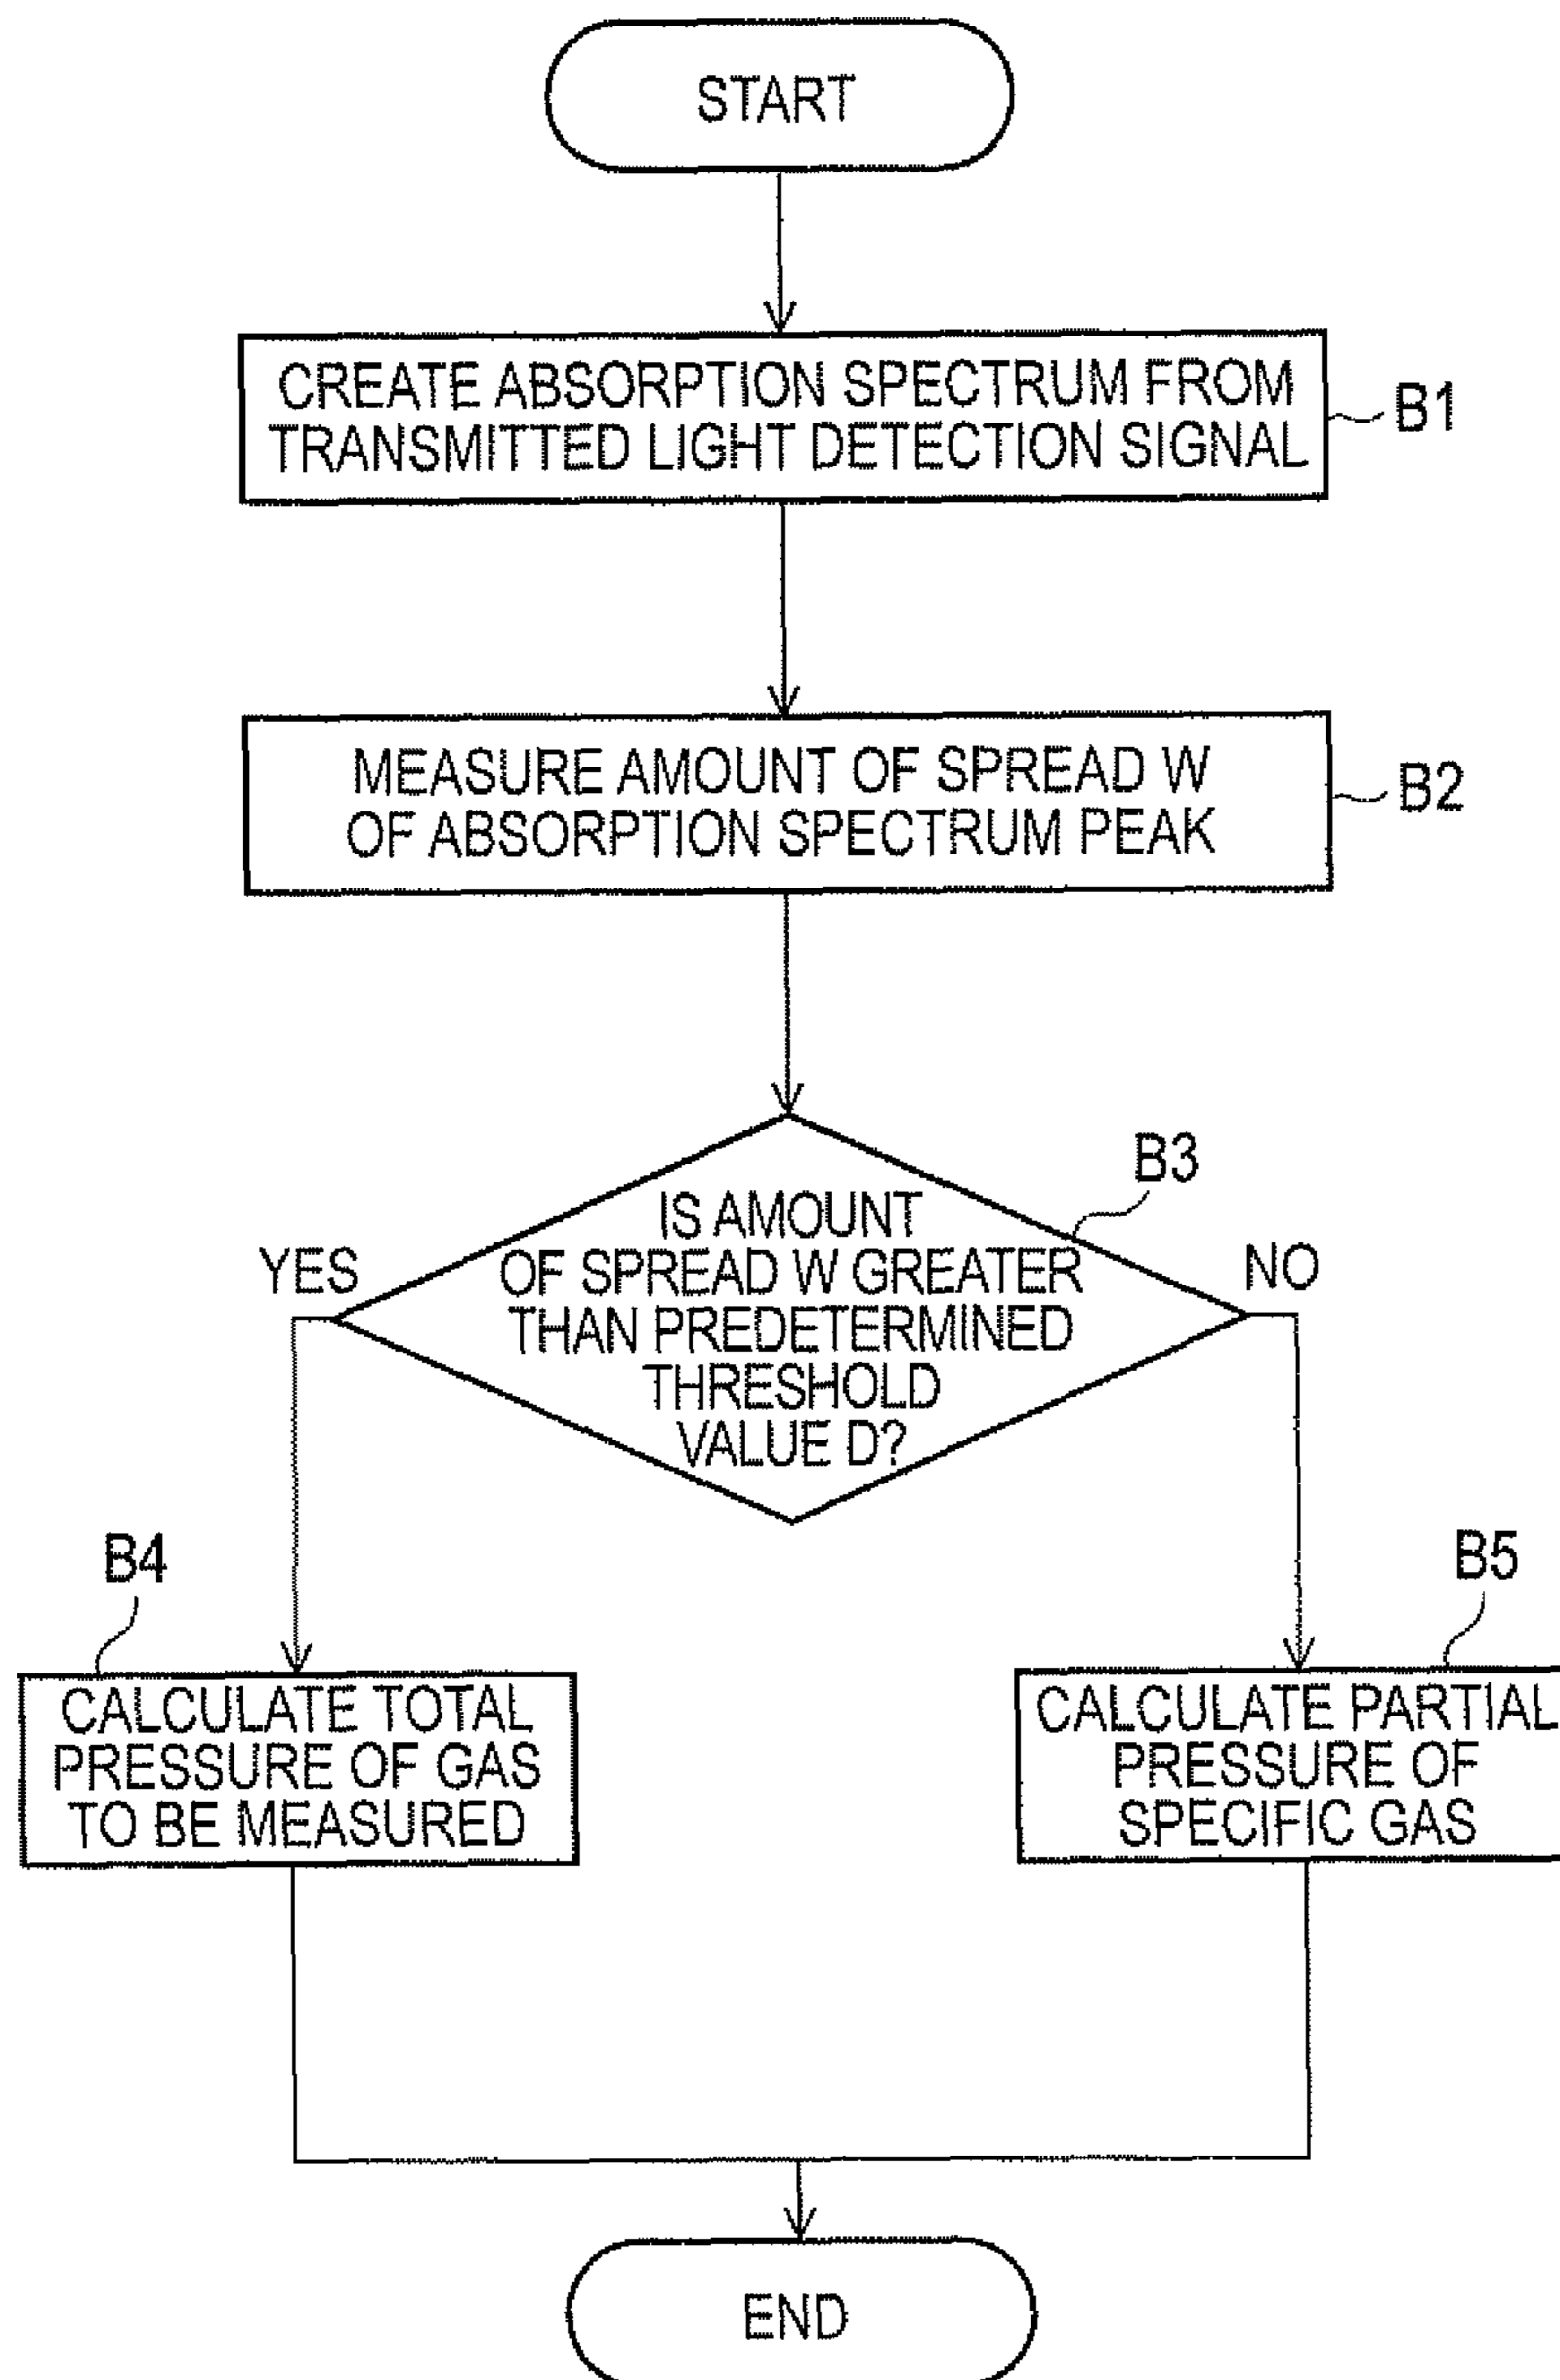 START
CREATE ABSORPTION SPECTRUM FROM
TRANSMITTED LIGHT DETECTION SIGNAL
B1
MEASURE AMOUNT OF SPREAD W
OF ABSORPTION SPECTRUM PEAK
B2
B3
IS AMOUNT
OF SPREAD W GREATER
THAN PREDETERMINED
THRESHOLD
VALUE D?
YES
NO
B4
CALCULATE TOTAL
PRESSURE OF GAS
TO BE MEASURED
B5
CALCULATE PARTIAL
PRESSURE OF
SPECIFIC GAS
END